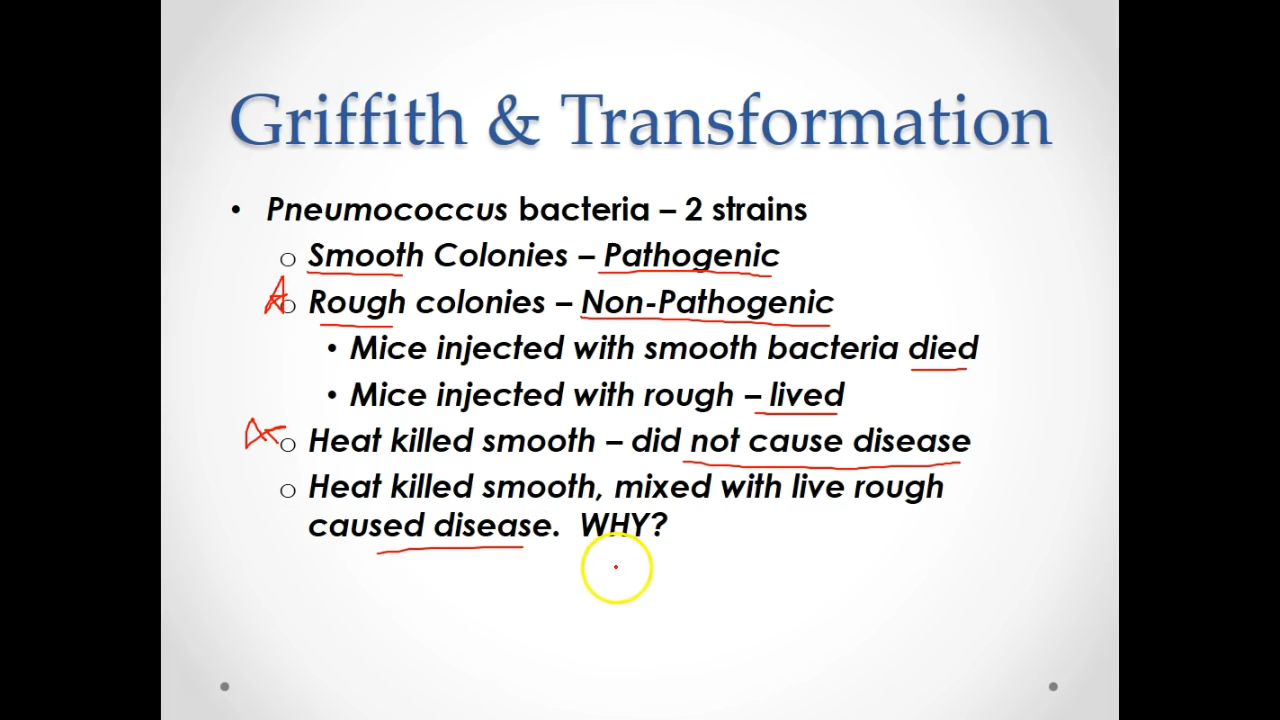 Griffith & Transformation
• Pneumococcus bacteria – 2 strains
o Smooth Colonies – Pathogenic
o Rough colonies – Non-Pathogenic
• Mice injected with smooth bacteria died
• Mice injected with rough – lived
o Heat killed smooth – did not cause disease
o Heat killed smooth, mixed with live rough
caused disease.  WHY?